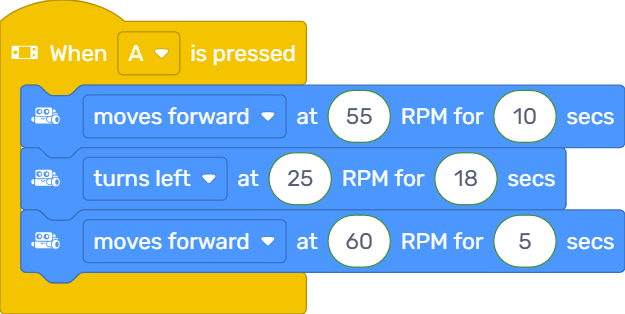 When A is pressed
moves forward at 55 RPM for 10 secs
turns left at 25 RPM for 18 secs
moves forward at 60 RPM for 5 secs